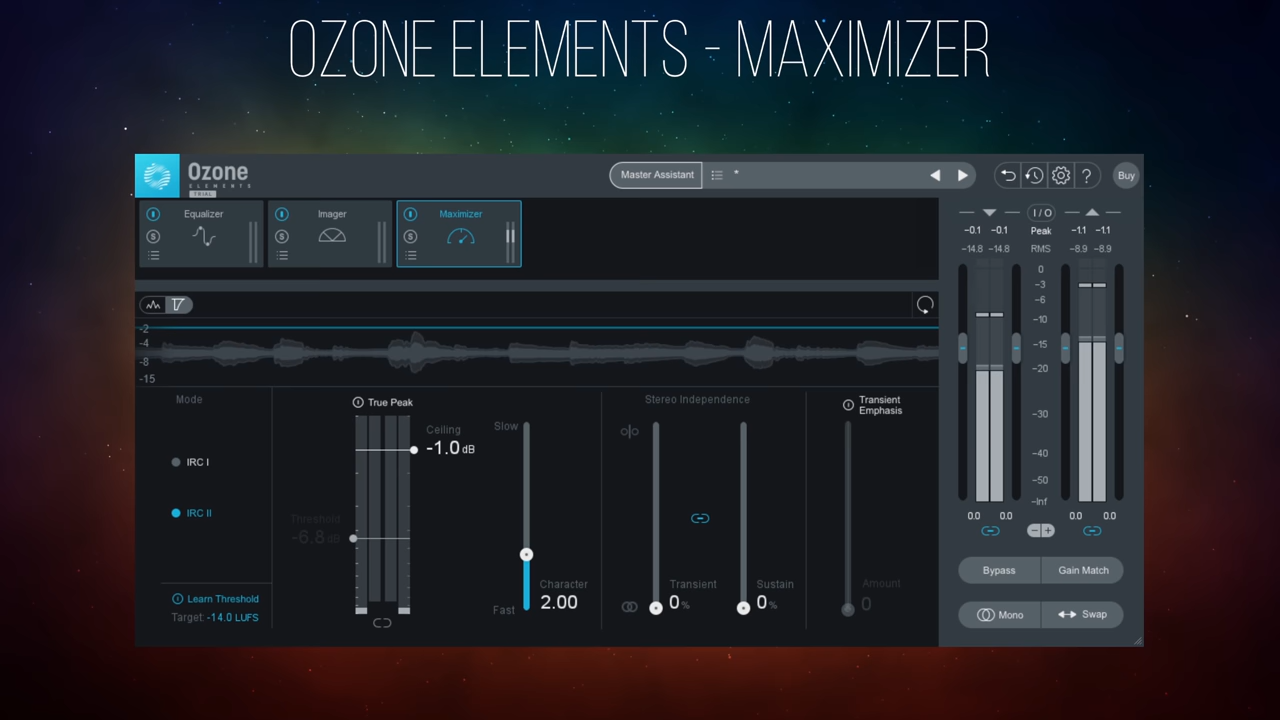 OZONE ELEMENTS - MAXIMIZER
Ozone
ELEMENTS
TRIAL
Master Assistant
*
?
Buy
Equalizer
S
Imager
S
Maximizer
S
I / O
-0.1 -0.1 Peak -1.1 -1.1
-14.8 -14.8 RMS -8.9 -8.9
0
-3
-6
-10
-15
-20
-30
-40
-50
-Inf
0.0 0.0
0.0 0.0
- +
Bypass
Gain Match
Mono
Swap
-2
-4
-8
-15
Mode
IRC I
IRC II
Learn Threshold
Target: -14.0 LUFS
True Peak
Ceiling
-1.0 dB
Threshold
-6.8 dB
Slow
Fast
Character
2.00
Stereo Independence
Transient
0 %
Sustain
0 %
Transient
Emphasis
Amount
0